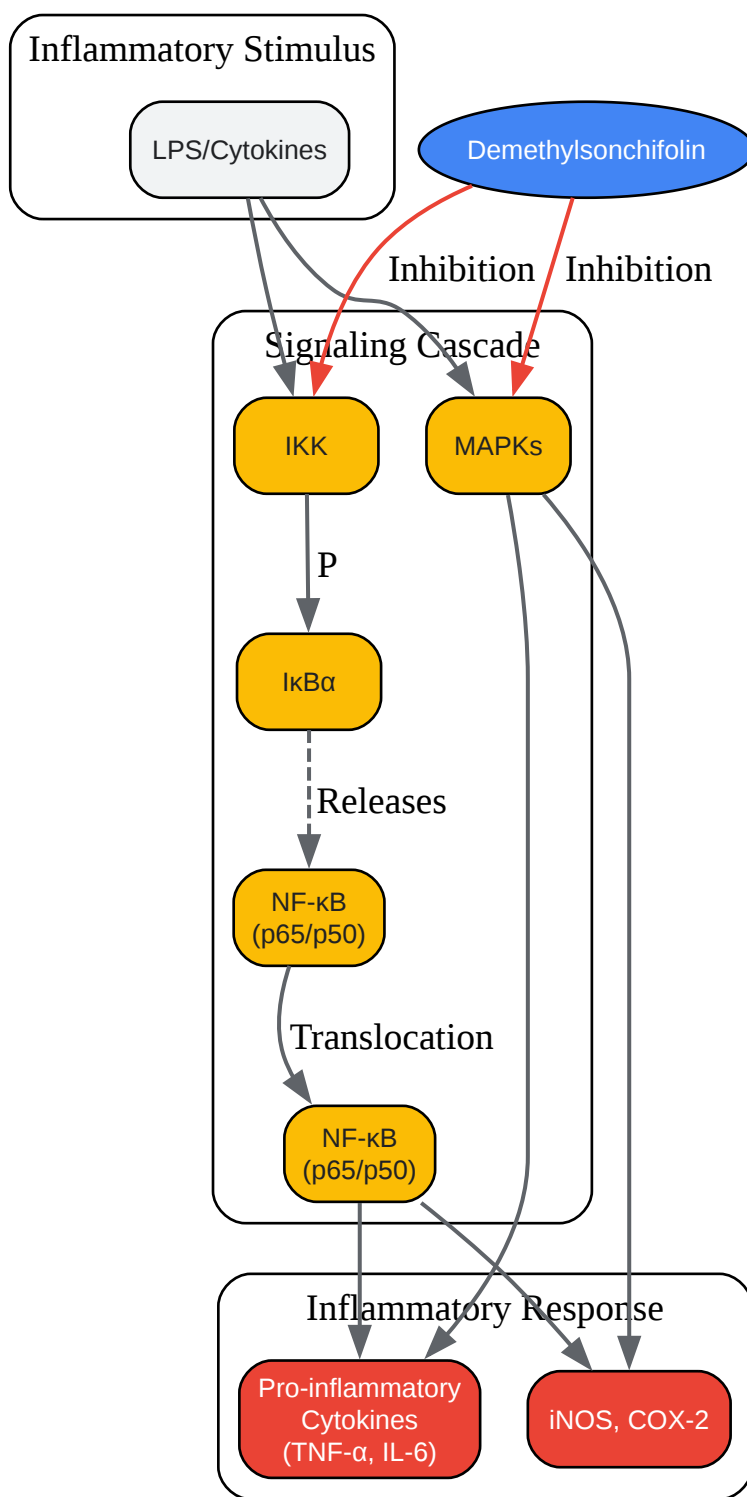 Inflammatory Stimulus
LPS/Cytokines
Demethylsonchifolin
Inhibition
Inhibition
Signaling Cascade
IKK
MAPKs
P
IκBα
Releases
NF-κB
(p65/p50)
Translocation
NF-κB
(p65/p50)
Inflammatory Response
Pro-inflammatory
Cytokines
(TNF-α, IL-6)
iNOS, COX-2